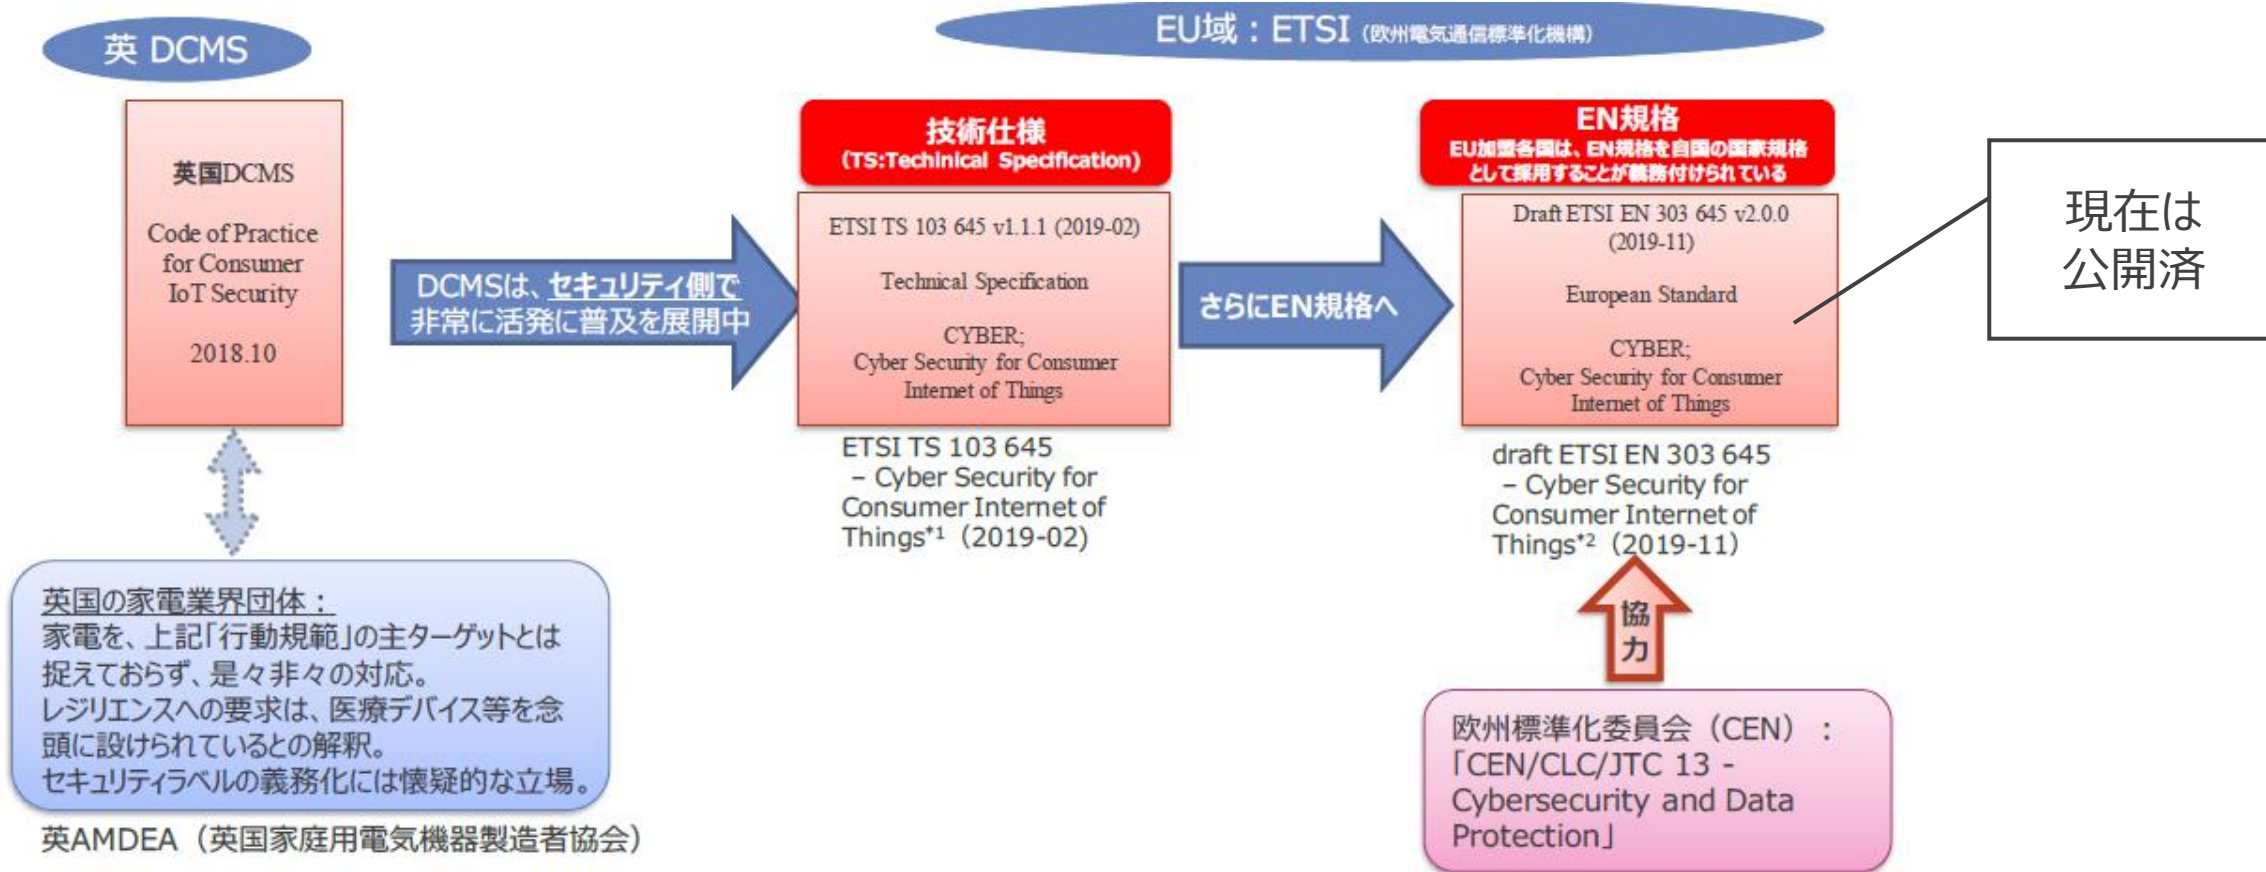 英 DCMS
英国DCMS
Code of Practice
for Consumer
IoT Security
2018.10
英国の家電業界団体：
家電を、上記「行動規範」の主ターゲットとは
捉えておらず、是々非々の対応。
レジリエンスへの要求は、医療デバイス等を念
頭に設けられているとの解釈。
セキュリティラベルの義務化には懐疑的な立場。
英AMDEA（英国家庭用電気機器製造者協会）
DCMSは、セキュリティ側で
非常に活発に普及を展開中
EU域：ETSI（欧州電気通信標準化機構）
技術仕様
（TS:Techinical Specification）
ETSI TS 103 645 v1.1.1 (2019-02)
Technical Specification
CYBER;
Cyber Security for Consumer
Internet of Things
ETSI TS 103 645
– Cyber Security for
Consumer Internet of
Things*1（2019-02）
さらにEN規格へ
EN規格
EU加盟各国は、EN規格を自国の国家規格
として採用することが義務付けられている
Draft ETSI EN 303 645 v2.0.0
(2019-11)
European Standard
CYBER;
Cyber Security for Consumer
Internet of Things
draft ETSI EN 303 645
– Cyber Security for
Consumer Internet of
Things*2（2019-11）
協
力
欧州標準化委員会（CEN）：
「CEN/CLC/JTC 13 -
Cybersecurity and Data
Protection」
現在は
公開済